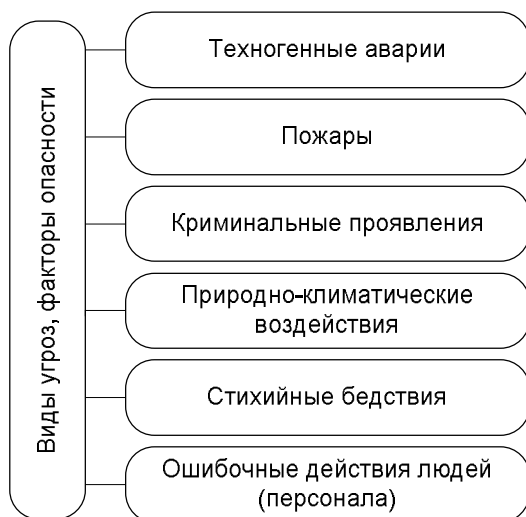 Виды угроз, факторы опасности
Техногенные аварии
Пожары
Криминальные проявления
Природно-климатические
воздействия
Стихийные бедствия
Ошибочные действия людей
(персонала)